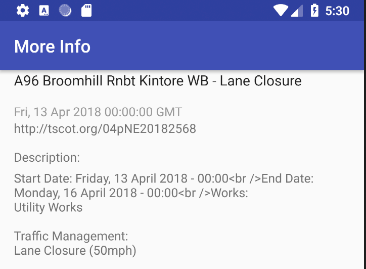 5:30
More Info
A96 Broomhill Rnbt Kintore WB - Lane Closure
Fri, 13 Apr 2018 00:00:00 GMT
http://tscot.org/04pNE20182568
Description:
Start Date: Friday, 13 April 2018 - 00:00<br />End Date:
Monday, 16 April 2018 - 00:00<br />Works:
Utility Works
Traffic Management:
Lane Closure (50mph)